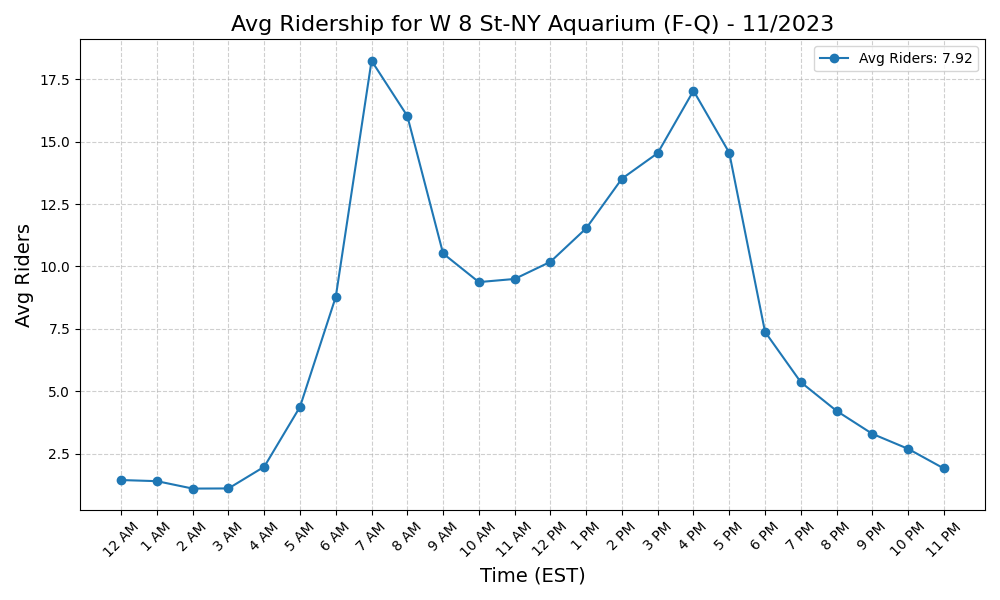 Avg Ridership for W 8 St-NY Aquarium (F-Q) - 11/2023
Avg Riders: 7.92
Avg Riders
17.5
15.0
12.5
10.0
7.5
5.0
2.5
12 AM
1 AM
2 AM
3 AM
4 AM
5 AM
6 AM
7 AM
8 AM
9 AM
10 AM
11 AM
12 PM
1 PM
2 PM
3 PM
4 PM
5 PM
6 PM
7 PM
8 PM
9 PM
10 PM
11 PM
Time (EST)